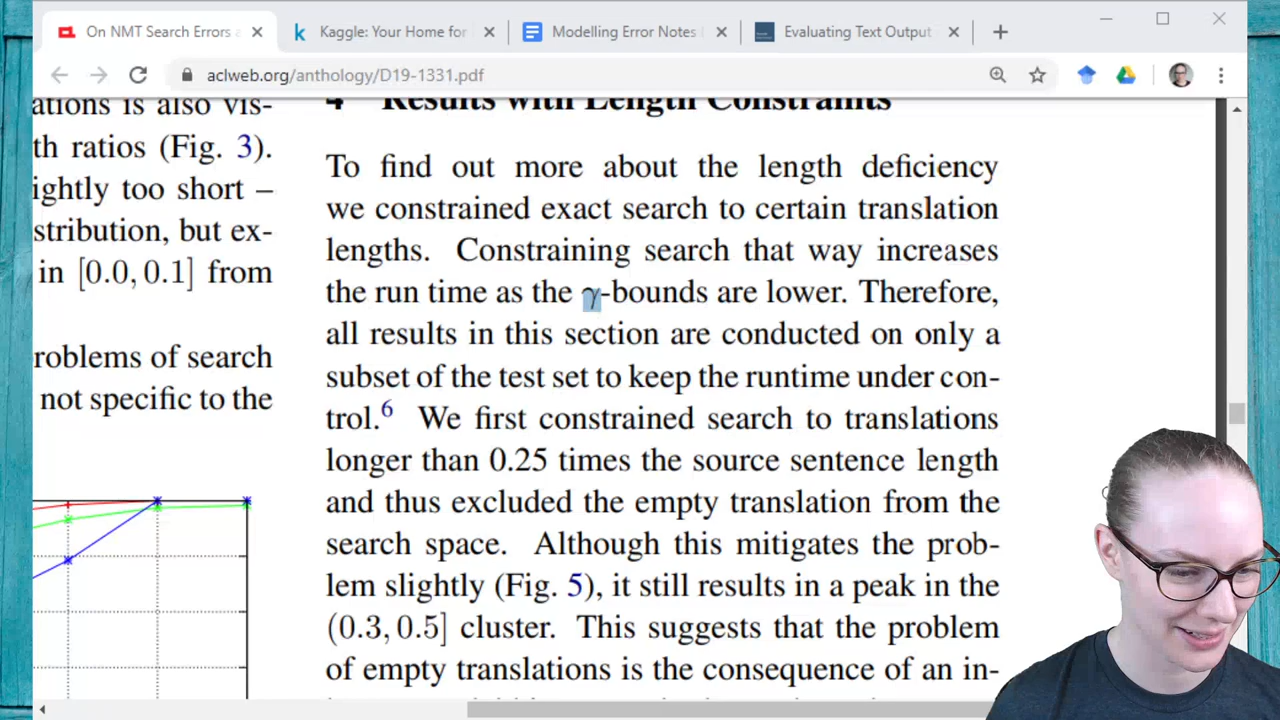 On NMT Search Errors a
Kaggle: Your Home for
Modelling Error Notes
Evaluating Text Output
aclweb.org/anthology/D19-1331.pdf
ations is also vis-
th ratios (Fig. 3).
ightly too short –
stribution, but ex-
in [0.0, 0.1] from
roblems of search
not specific to the
4 Results with Length Constraints
To find out more about the length deficiency
we constrained exact search to certain translation
lengths. Constraining search that way increases
the run time as the γ-bounds are lower. Therefore,
all results in this section are conducted on only a
subset of the test set to keep the runtime under con-
trol.6 We first constrained search to translations
longer than 0.25 times the source sentence length
and thus excluded the empty translation from the
search space. Although this mitigates the prob-
lem slightly (Fig. 5), it still results in a peak in the
(0.3, 0.5] cluster. This suggests that the problem
of empty translations is the consequence of an in-